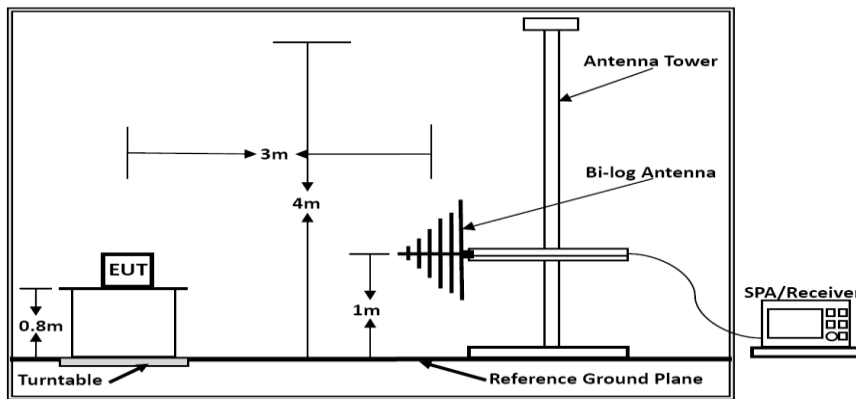 Antenna Tower
3m
Bi-log Antenna
4m
EUT
SPA/Receiver
0.8m
1m
Turntable
Reference Ground Plane